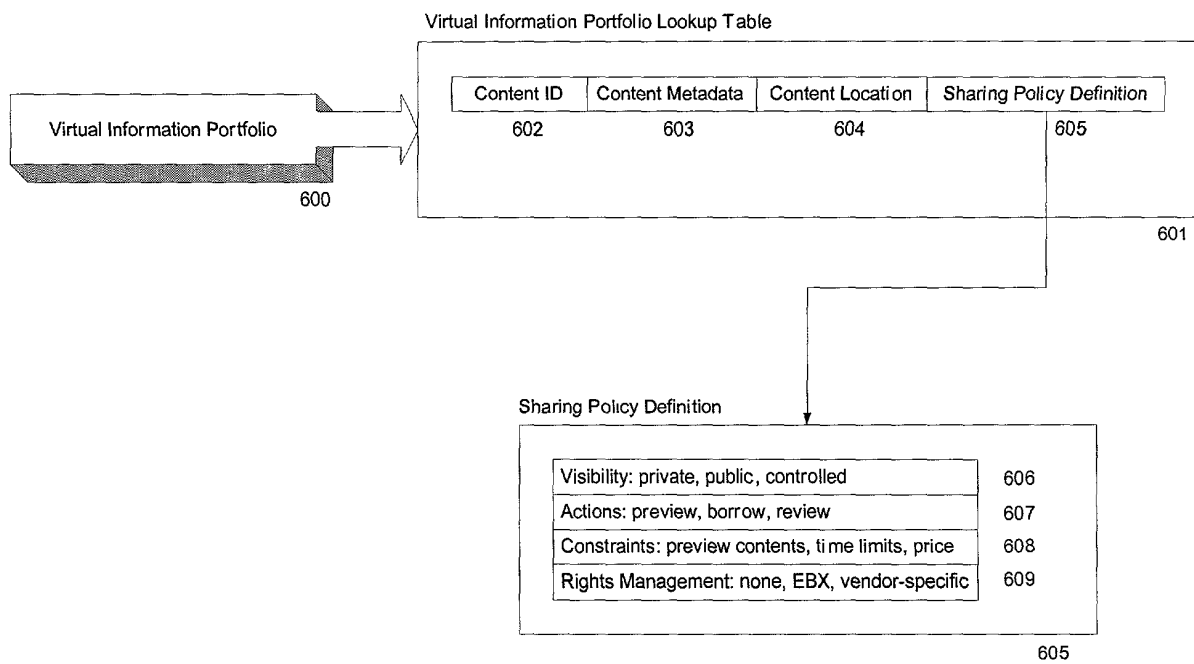 Virtual Information Portfolio Lookup Table
Virtual Information Portfolio
600
Content ID
Content Metadata
Content Location
Sharing Policy Definition
602
603
604
605
601
Sharing Policy Definition
Visibility: private, public, controlled
606
Actions: preview, borrow, review
607
Constraints: preview contents, time limits, price
608
Rights Management: none, EBX, vendor-specific
609
605